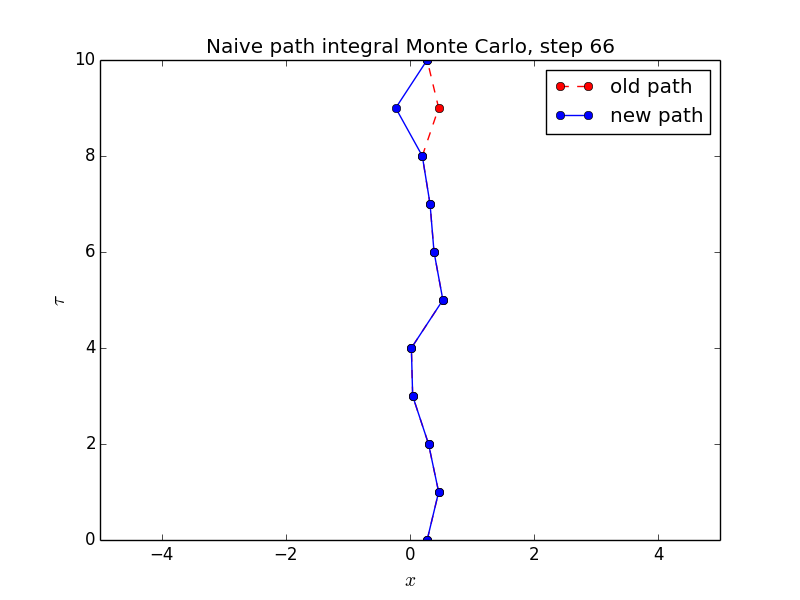 Naive path integral Monte Carlo, step 66
old path
new path
10
8
6
4
2
0
τ
−4 −2 0 2 4
x